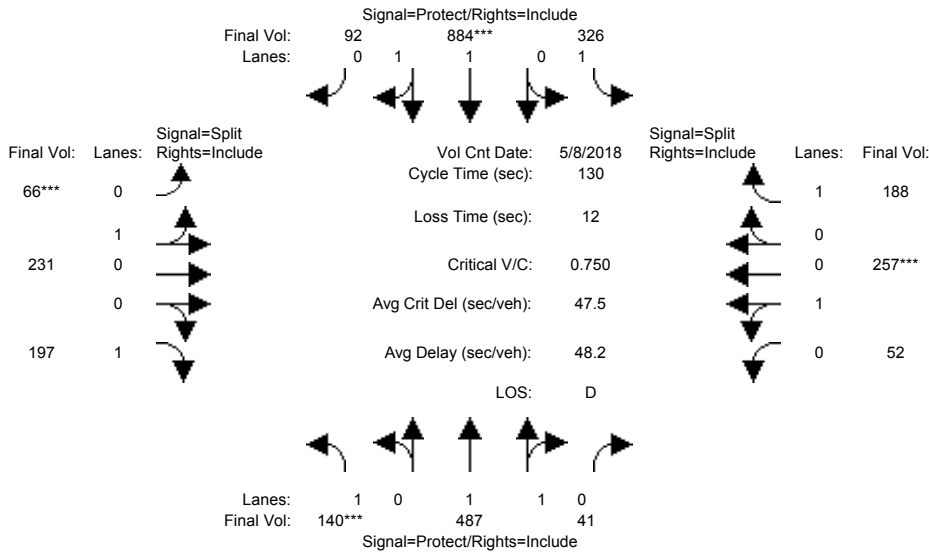 Signal=Protect/Rights=Include
Final Vol: 92 884*** 326
Lanes: 0 1 1 0 1
Signal=Split Signal=Split
Final Vol: Lanes: Rights=Include Vol Cnt Date: 5/8/2018 Rights=Include Lanes: Final Vol:
Cycle Time (sec): 130
66*** 0 1 188
Loss Time (sec): 12
1 0
231 0 Critical V/C: 0.750 0 257***
0 Avg Crit Del (sec/veh): 47.5 1
197 1 Avg Delay (sec/veh): 48.2 0 52
LOS: D
Lanes: 1 0 1 1 0
Final Vol: 140*** 487 41
Signal=Protect/Rights=Include